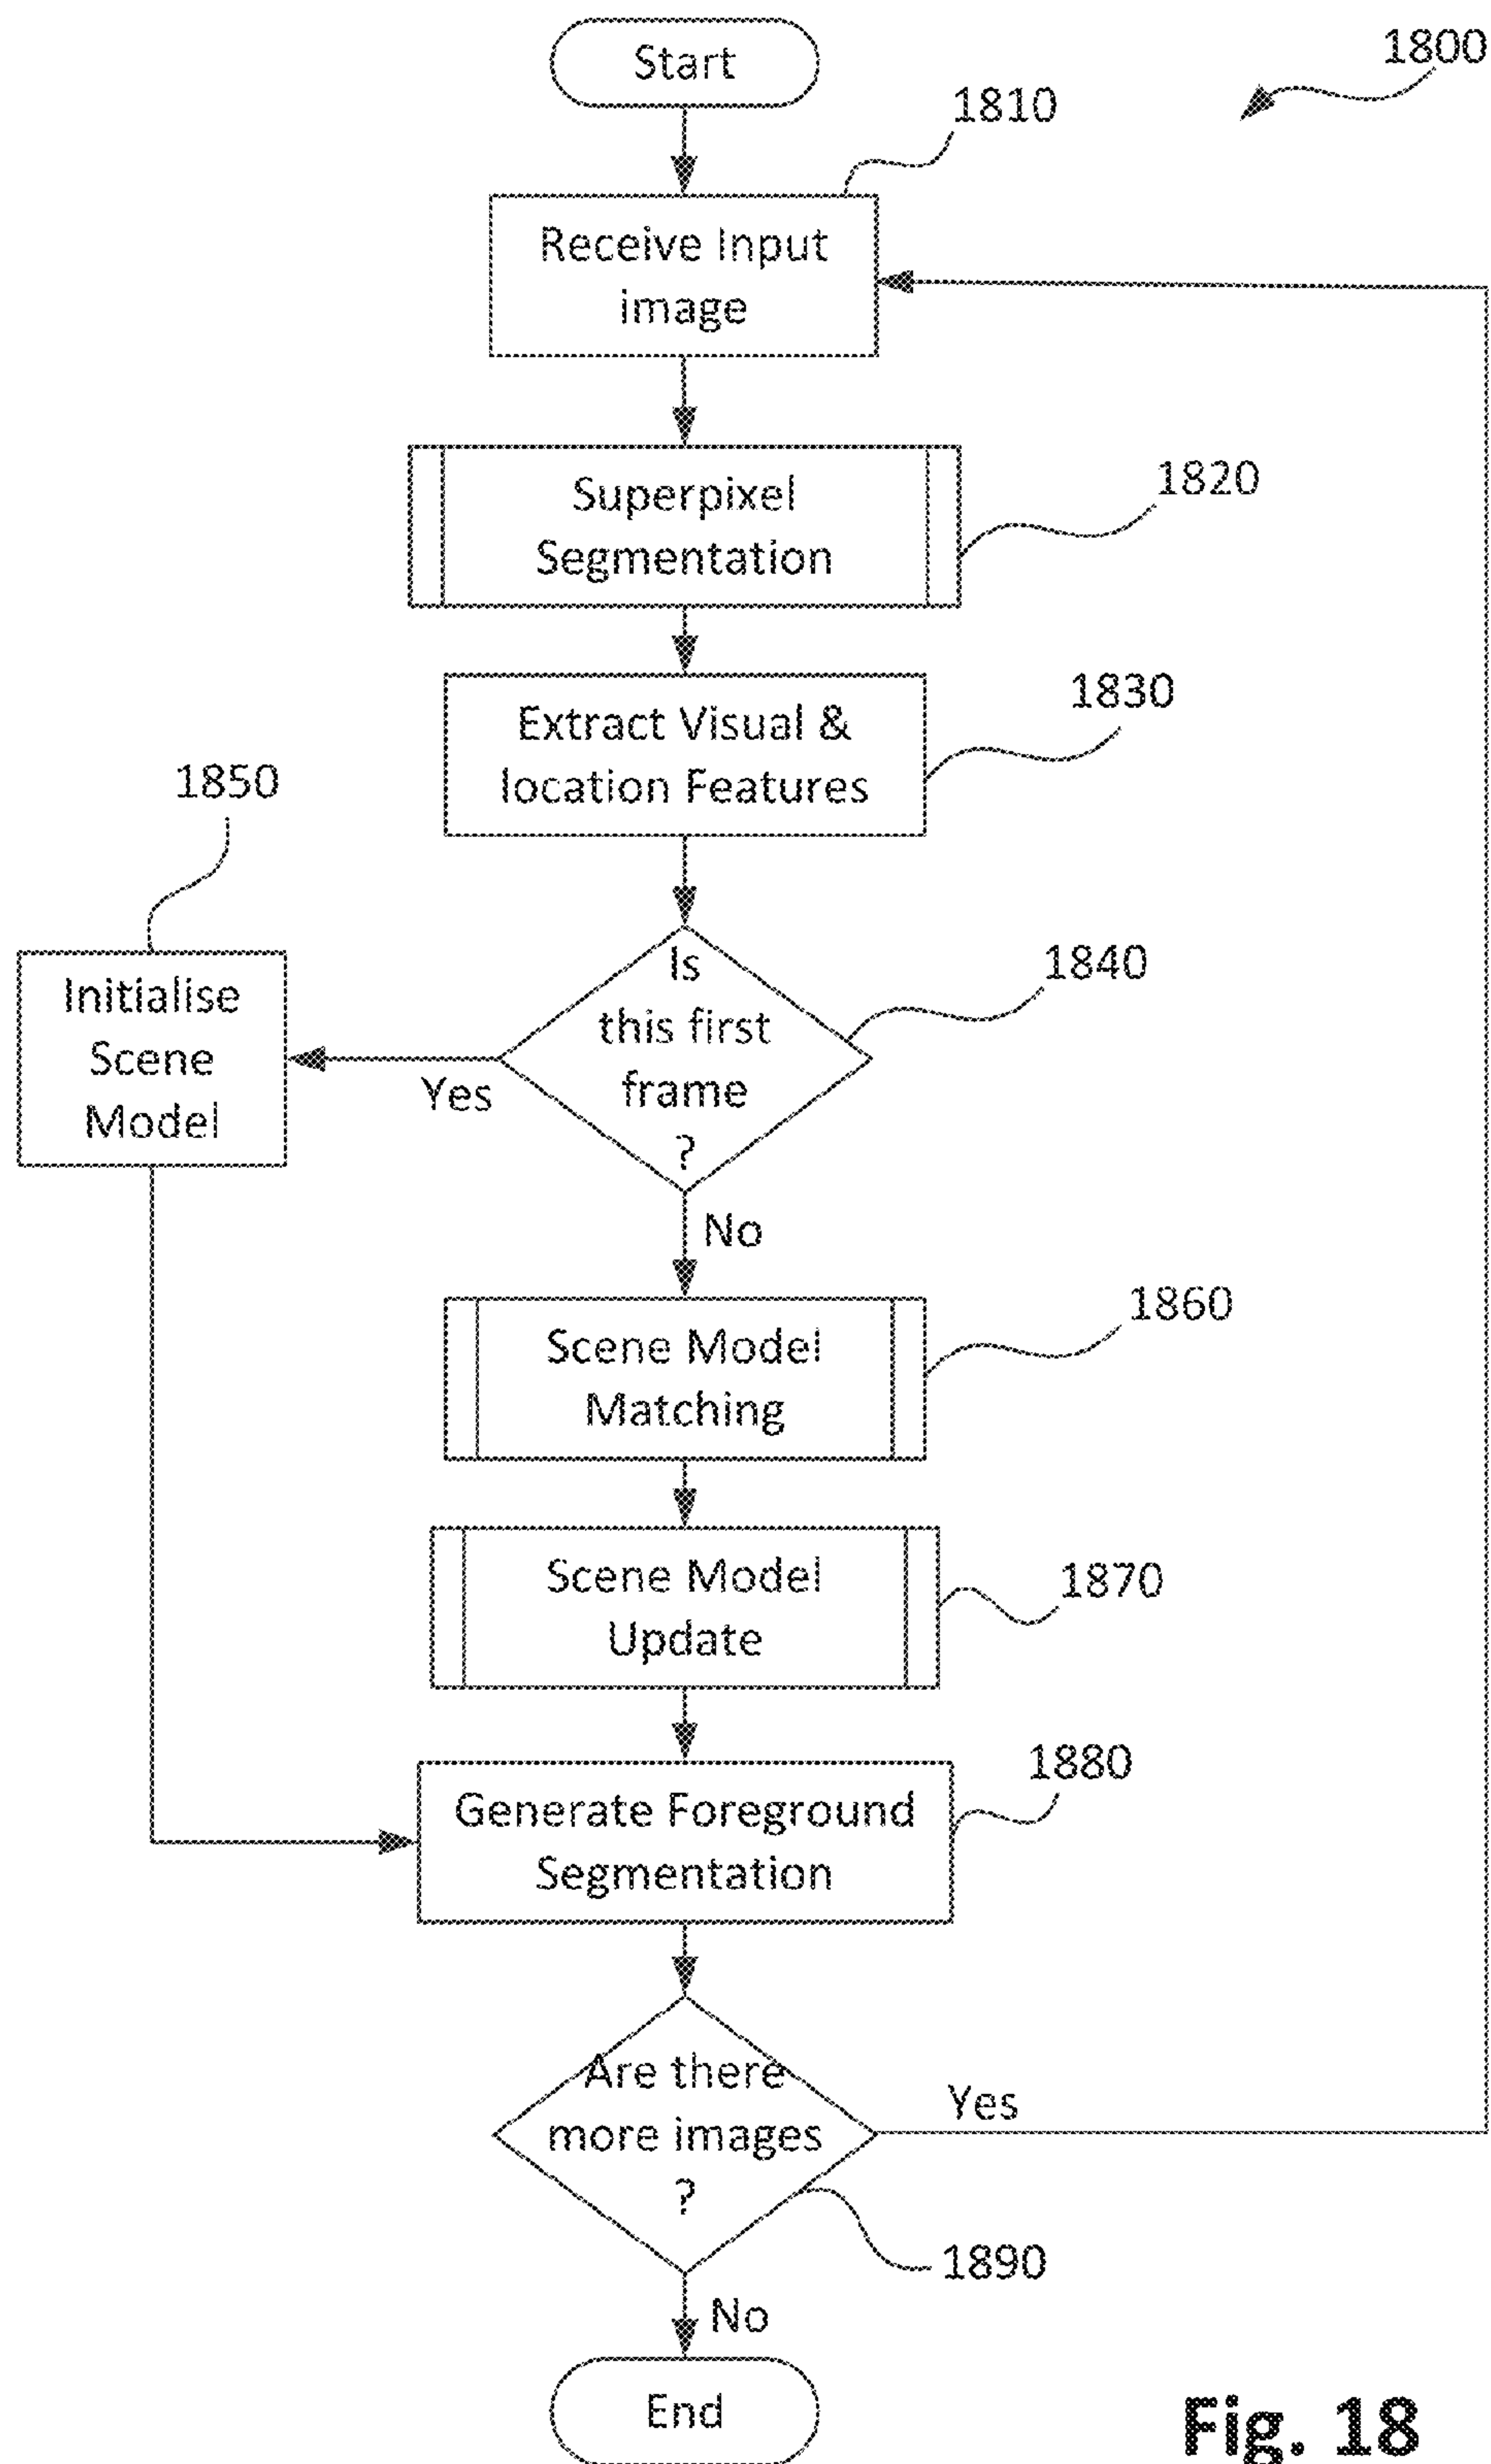 Start
1800
1810
Receive Input
image
Superpixel
Segmentation
1820
Extract Visual &
location Features
1830
1850
Initialise
Scene
Model
Is
this first
frame
?
1840
Yes
No
Scene Model
Matching
1860
Scene Model
Update
1870
Generate Foreground
Segmentation
1880
Are there
more images
?
Yes
1890
No
End
Fig. 18